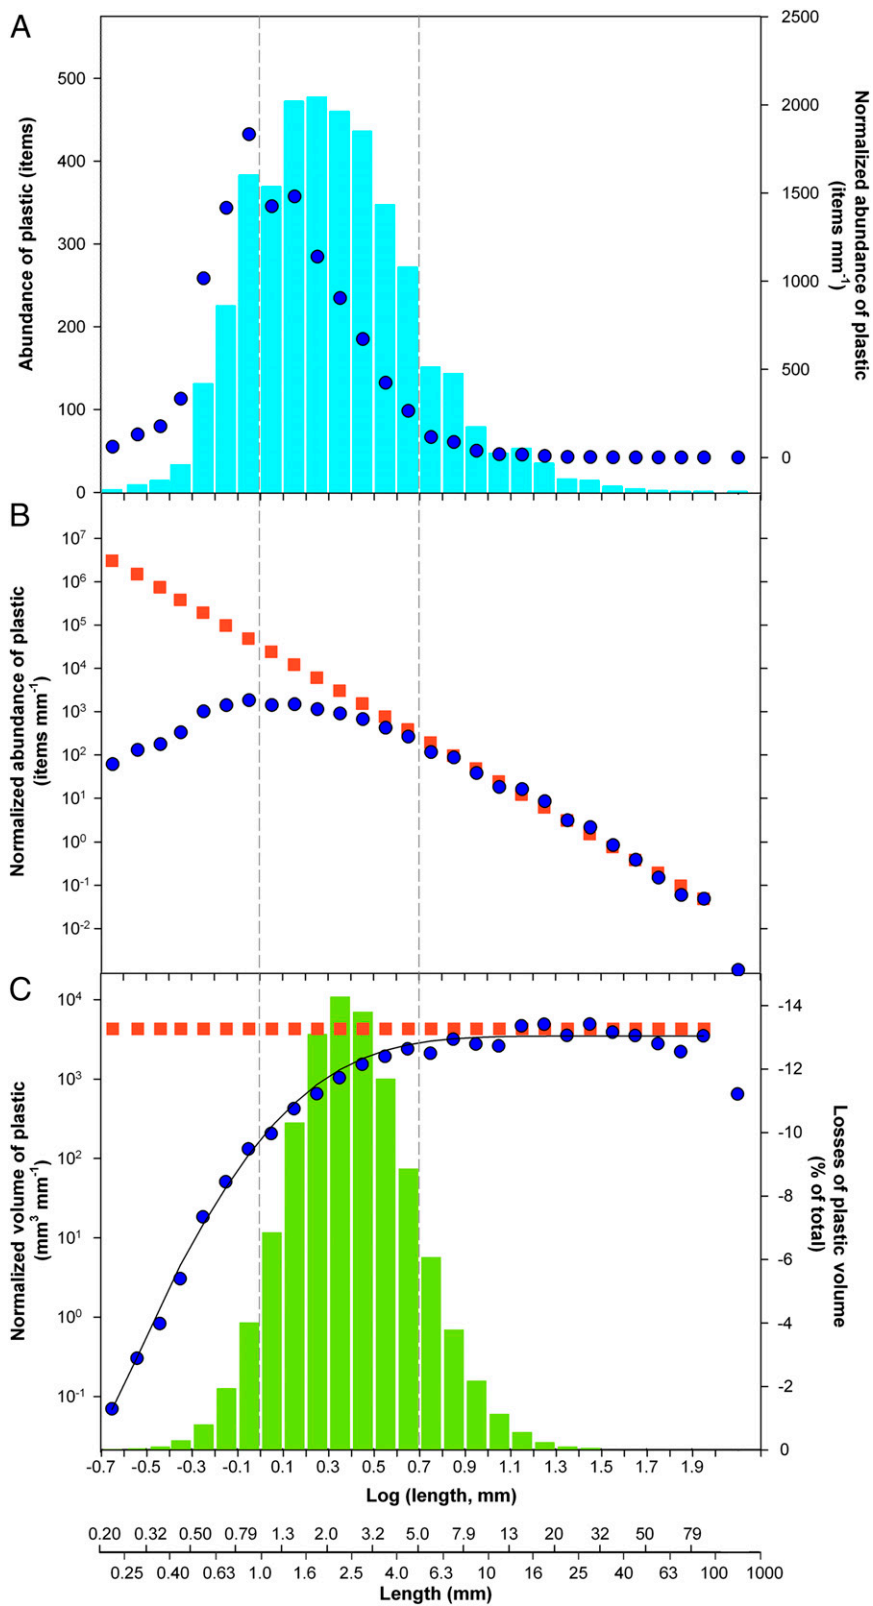 A
Abundance of plastic (items)
500
400
300
200
100
0
2500
2000
1500
1000
500
0
Normalized abundance of plastic
(items mm⁻¹)
B
Normalized abundance of plastic
(items mm⁻¹)
10⁷
10⁶
10⁵
10⁴
10³
10²
10¹
10⁰
10⁻¹
10⁻²
C
Normalized volume of plastic
(mm³ mm⁻¹)
10⁴
10³
10²
10¹
10⁰
10⁻¹
-14
-12
-10
-8
-6
-4
-2
0
Losses of plastic volume
(% of total)
-0.7 -0.5 -0.3 -0.1 0.1 0.3 0.5 0.7 0.9 1.1 1.3 1.5 1.7 1.9
Log (length, mm)
0.20 0.32 0.50 0.79 1.3 2.0 3.2 5.0 7.9 13 20 32 50 79
0.25 0.40 0.63 1.0 1.6 2.5 4.0 6.3 10 16 25 40 63 100 1000
Length (mm)